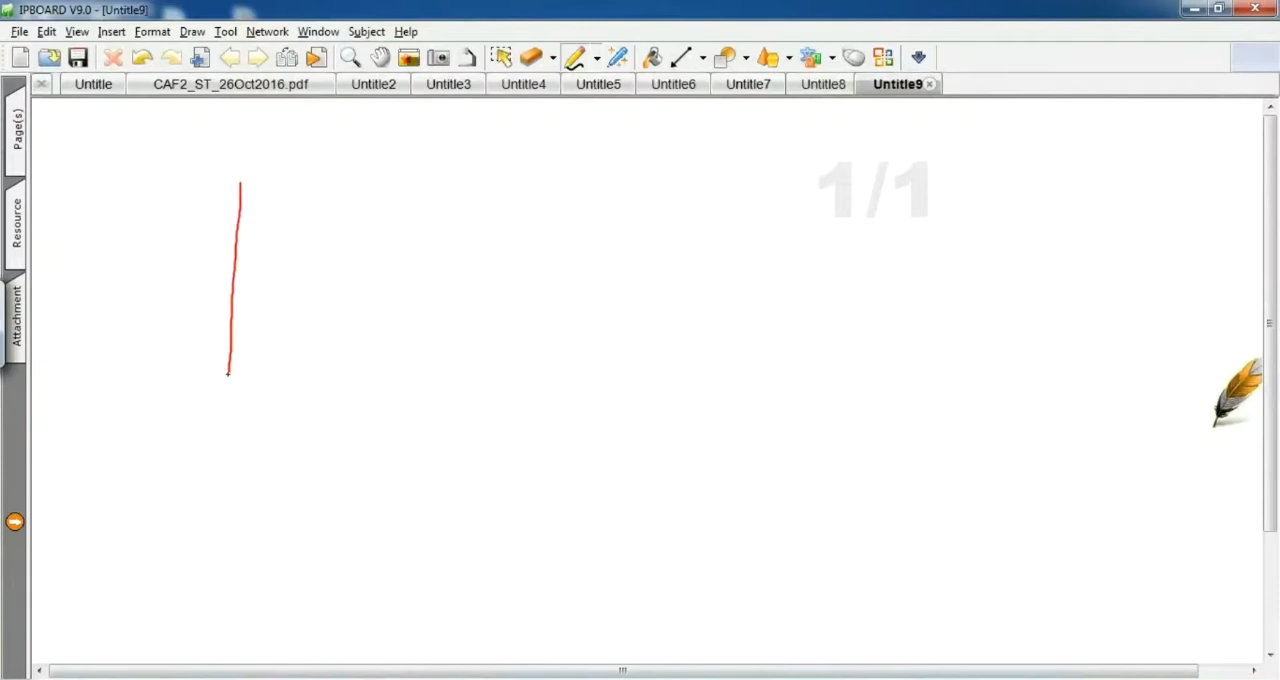 IPBOARD V9.0 - [Untitle9]
File Edit View Insert Format Draw Tool Network Window Subject Help
Untitle CAF2_ST_26Oct2016.pdf Untitle2 Untitle3 Untitle4 Untitle5 Untitle6 Untitle7 Untitle8 Untitle9
Page(s)
Resource
Attachment
1/1